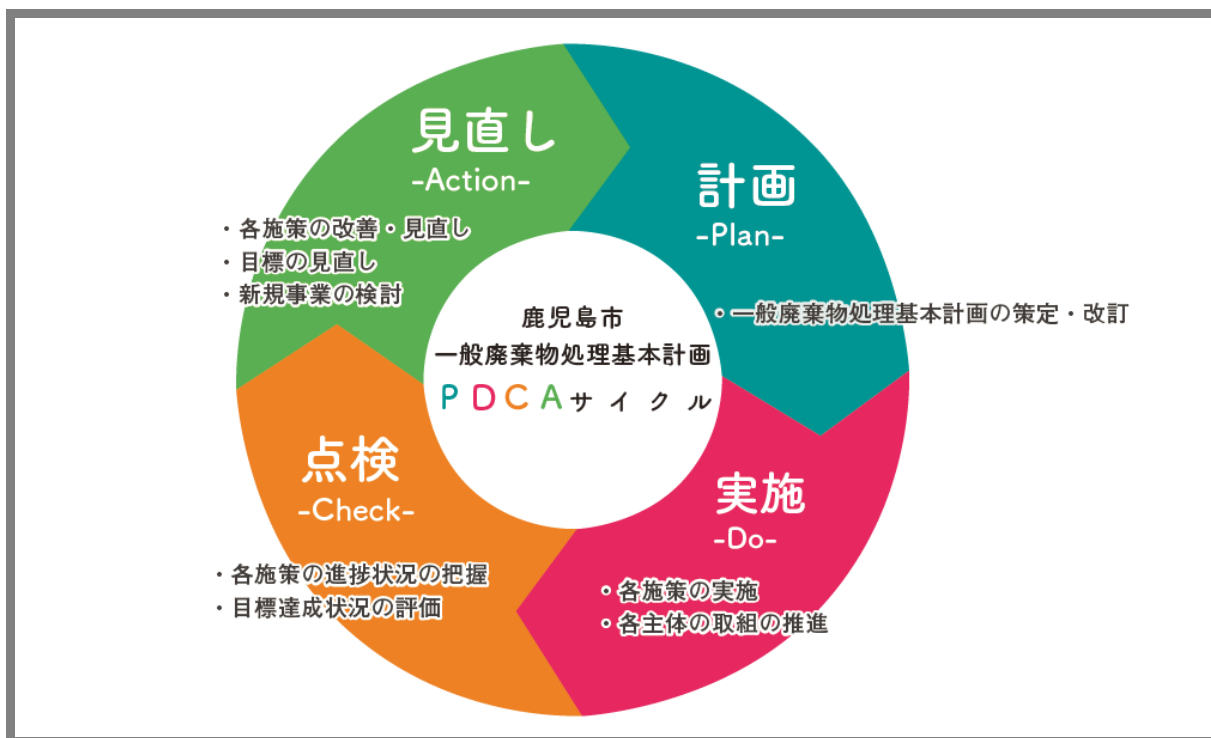 鹿児島市
一般廃棄物処理基本計画
PDCAサイクル
計画
-Plan-
・一般廃棄物処理基本計画の策定・改訂
実施
-Do-
・各施策の実施
・各主体の取組の推進
点検
-Check-
・各施策の進捗状況の把握
・目標達成状況の評価
見直し
-Action-
・各施策の改善・見直し
・目標の見直し
・新規事業の検討